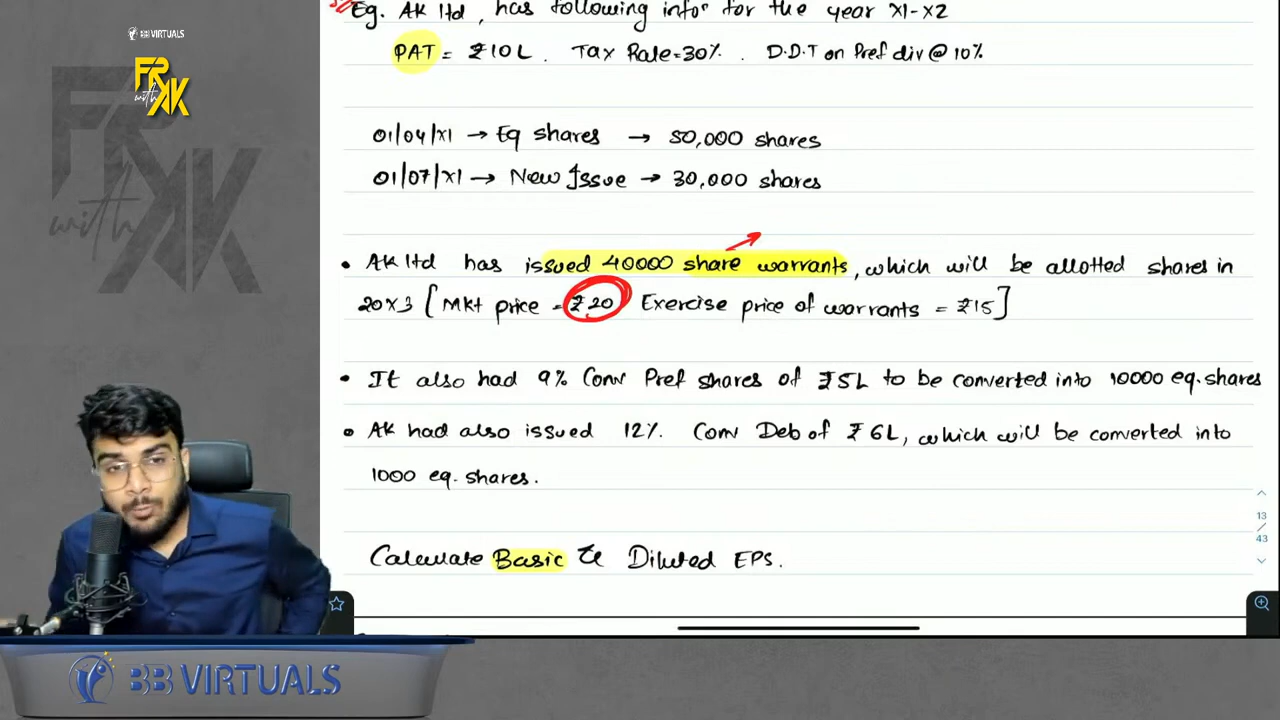 Eg. AK ltd, has following infoⁿ for the year X1-X2
BB VIRTUALS
PAT = ₹10L. Tax Rate=30%. D.D.T on Pref div @ 10%
FR with AK
01/04/X1 → Eq shares → 50,000 shares
01/07/X1 → New Issue → 30,000 shares
• AK ltd has issued 40000 share warrants, which will be allotted shares in
20X3 [Mkt price = ₹20 Exercise price of warrants = ₹15]
• It also had 9% Conv Pref shares of ₹5L to be converted into 10000 eq.shares
• AK had also issued 12%. Conv Deb of ₹6L, which will be converted into
1000 eq.shares.
13
/
43
Calculate Basic & Diluted EPS.
BB VIRTUALS